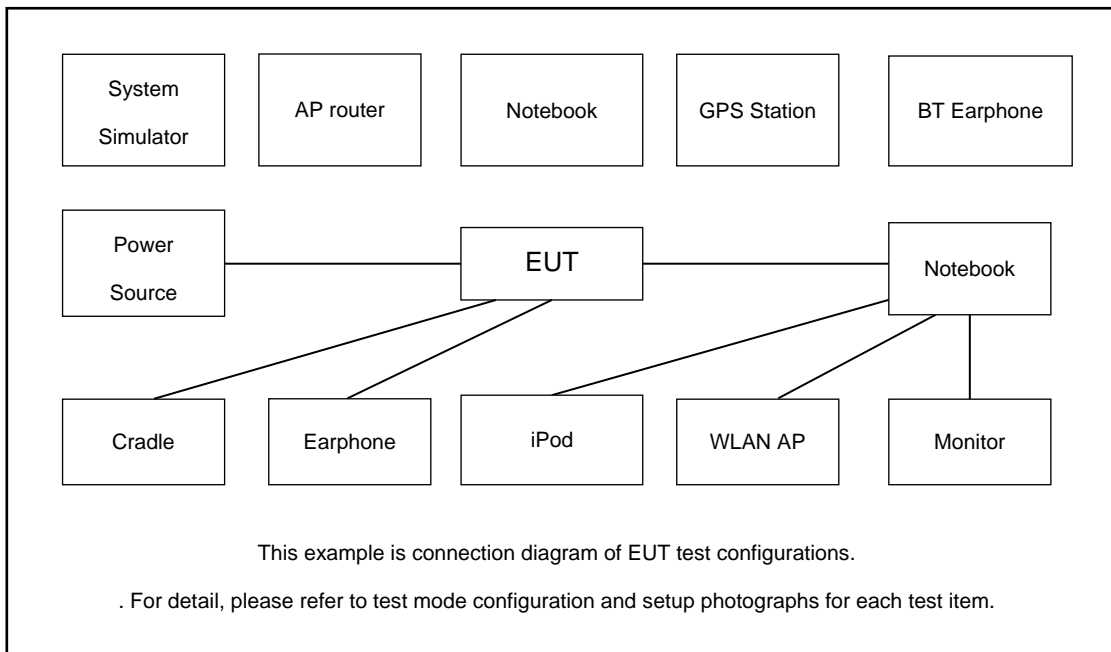 System
Simulator
AP router
Notebook
GPS Station
BT Earphone
Power
Source
EUT
Notebook
Cradle
Earphone
iPod
WLAN AP
Monitor
This example is connection diagram of EUT test configurations.
. For detail, please refer to test mode configuration and setup photographs for each test item.